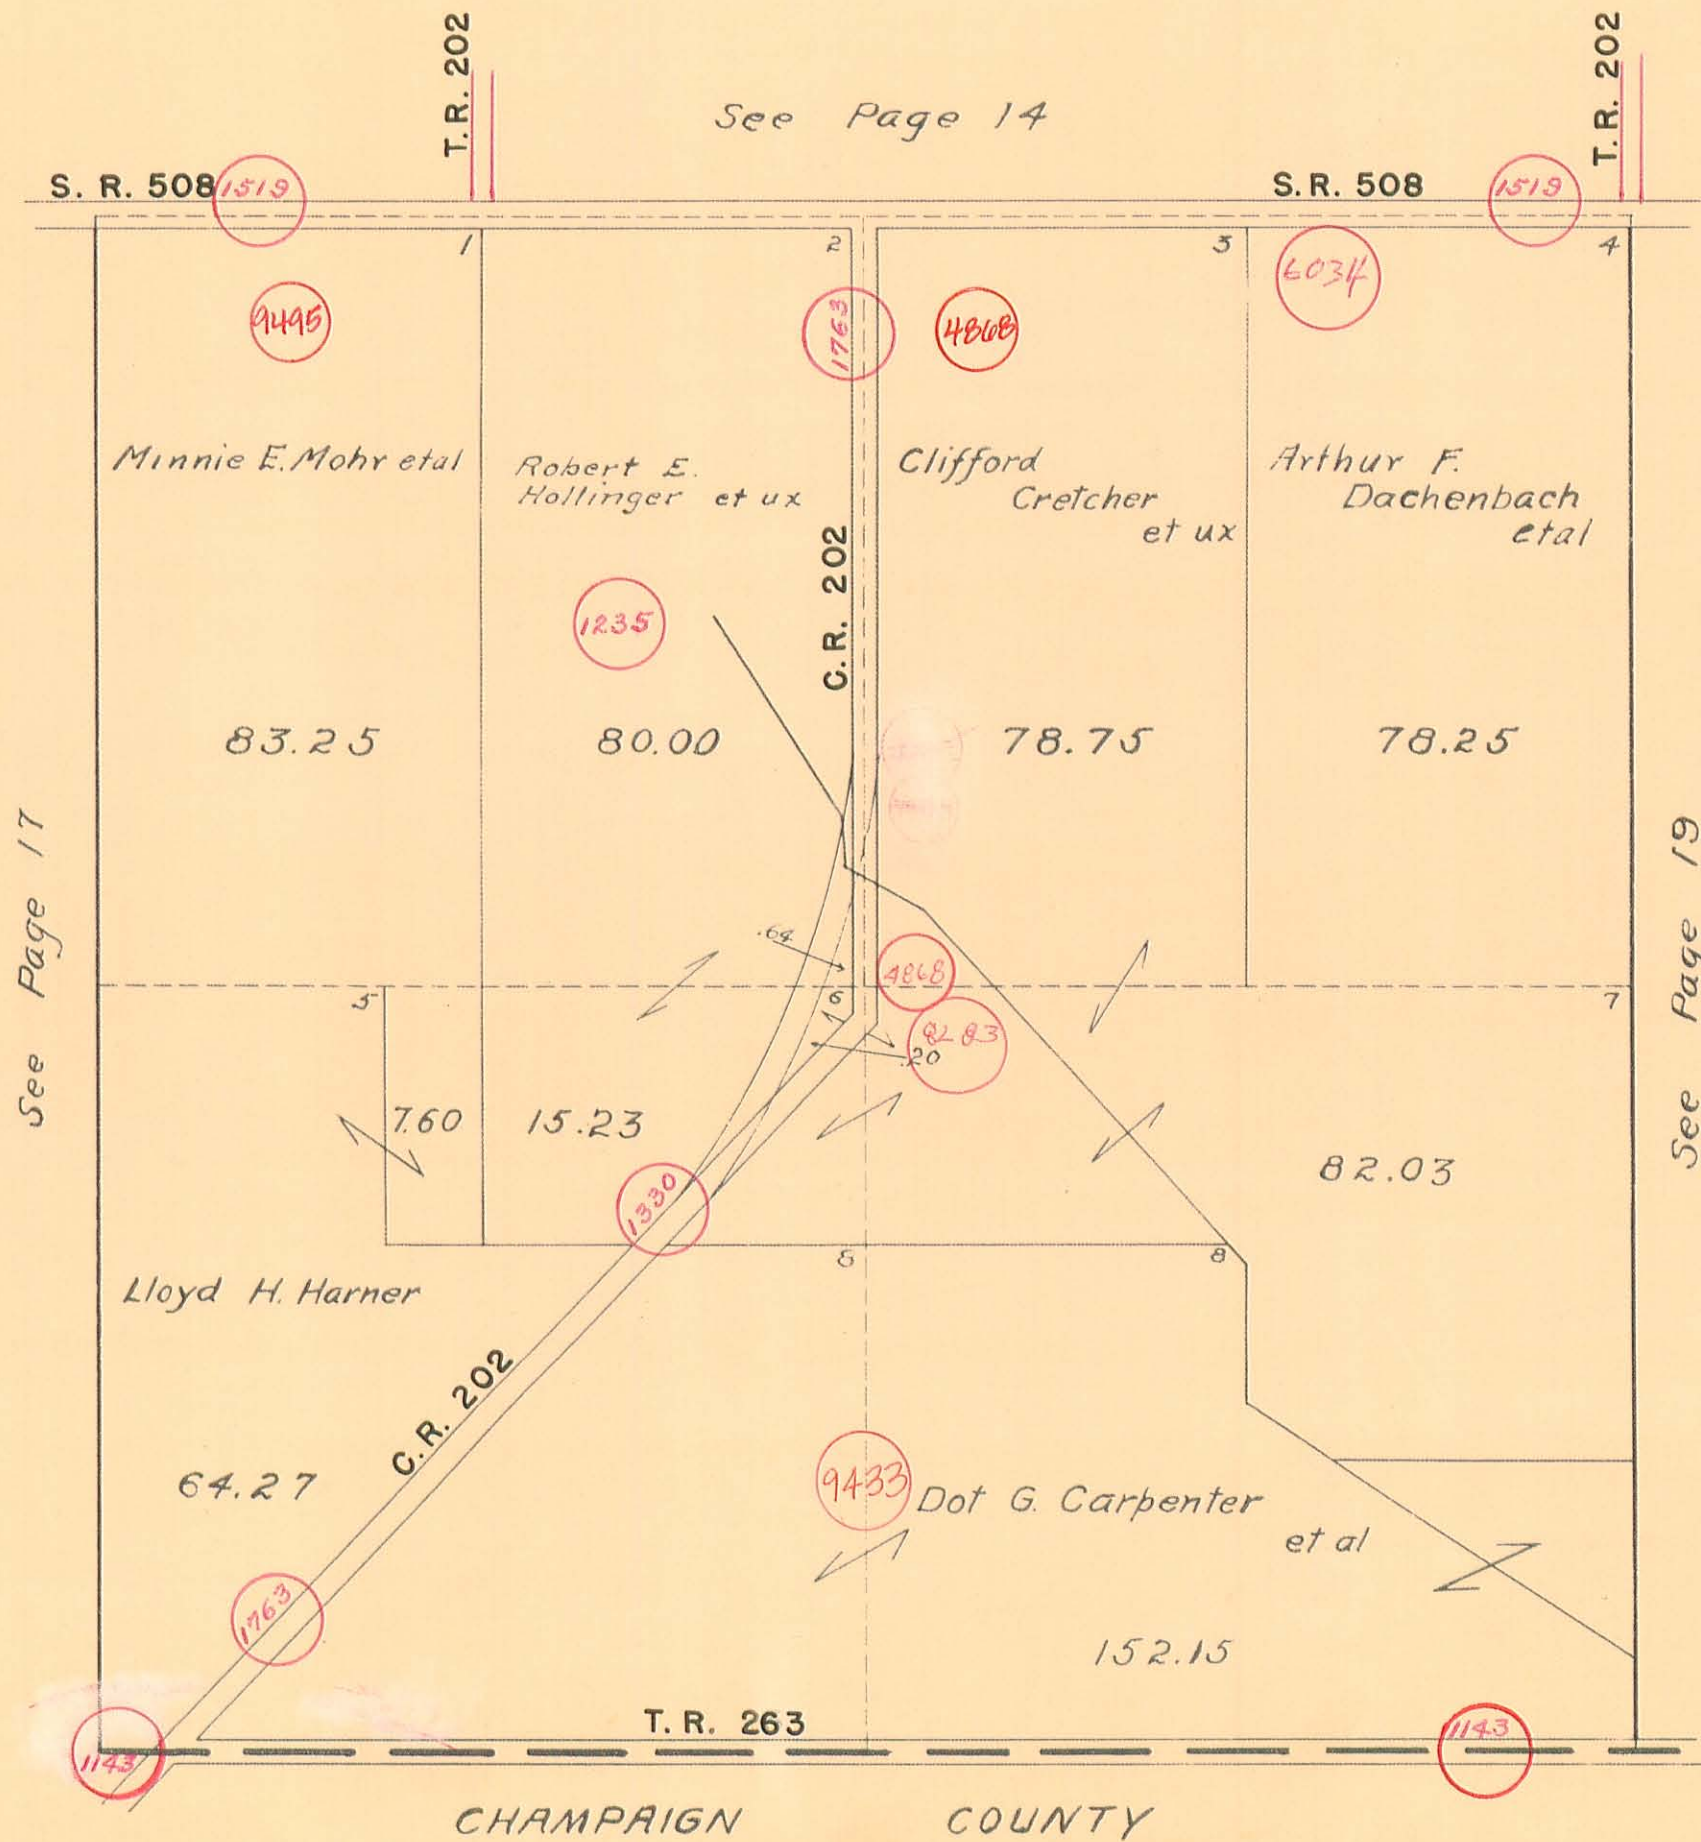 T.R. 202
T.R. 202
See Page 14
S. R. 508
1519
S.R. 508
1519
1
2
3
4
6034
9495
1763
4868
Minnie E. Mohr etal
Robert E.
Hollinger et ux
Clifford
Cretcher
et ux
Arthur F.
Dachenbach
etal
C.R. 202
1235
83.25
80.00
78.75
78.25
See Page 17
See Page 19
.64
4868
5
6
7
8283
.20
7.60
15.23
82.03
1330
8
8
Lloyd H. Harner
C.R. 202
64.27
9433
Dot G. Carpenter
et al
1763
152.15
T. R. 263
1143
1143
CHAMPAIGN COUNTY